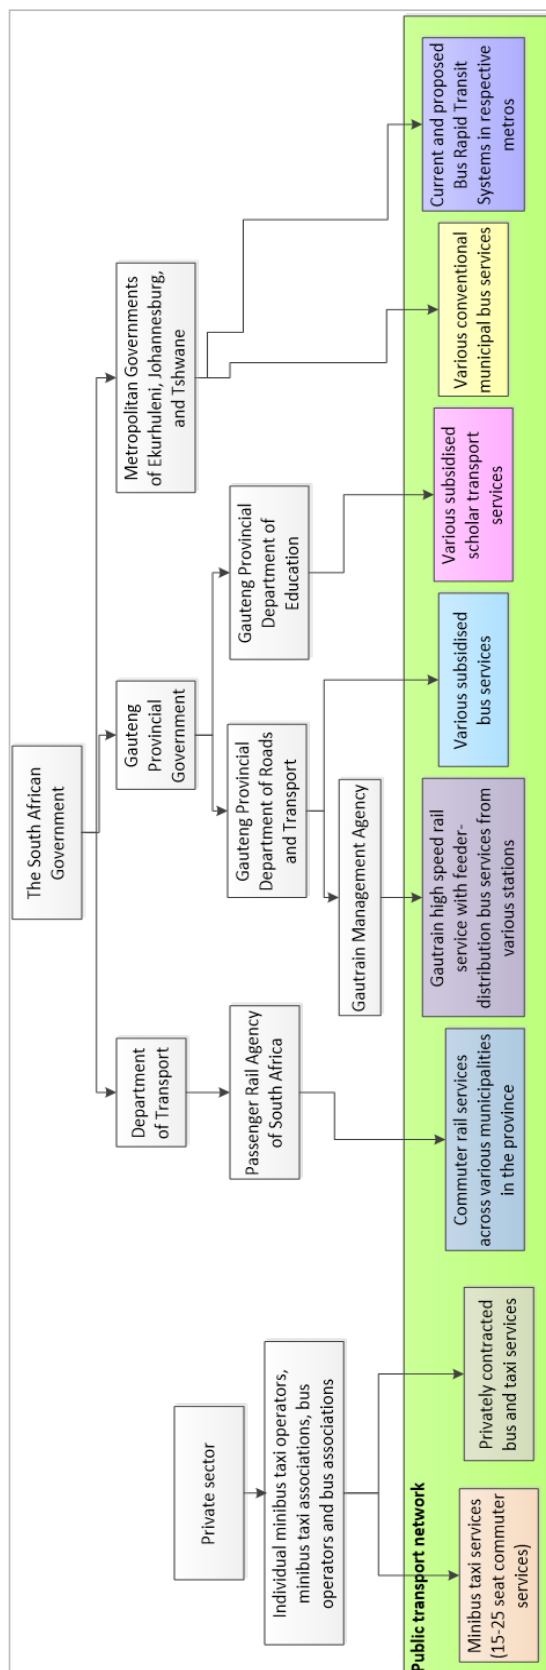 The South African
Government
Private sector
Department
of Transport
Gauteng
Provincial
Government
Metropolitan Governments
of Ekurhuleni, Johannesburg,
and Tshwane
Individual minibus taxi operators,
minibus taxi associations, bus
operators and bus associations
Passenger Rail Agency
of South Africa
Gauteng Provincial
Department of Roads
and Transport
Gauteng Provincial
Department of
Education
Gautrain Management Agency
Public transport network
Minibus taxi services
(15-25 seat commuter
services)
Privately contracted
bus and taxi services
Commuter rail services
across various municipalities
in the province
Gautrain high speed rail
service with feeder-
distribution bus services from
various stations
Various subsidised
bus services
Various subsidised
scholar transport
services
Various conventional
municipal bus services
Current and proposed
Bus Rapid Transit
Systems in respective
metros